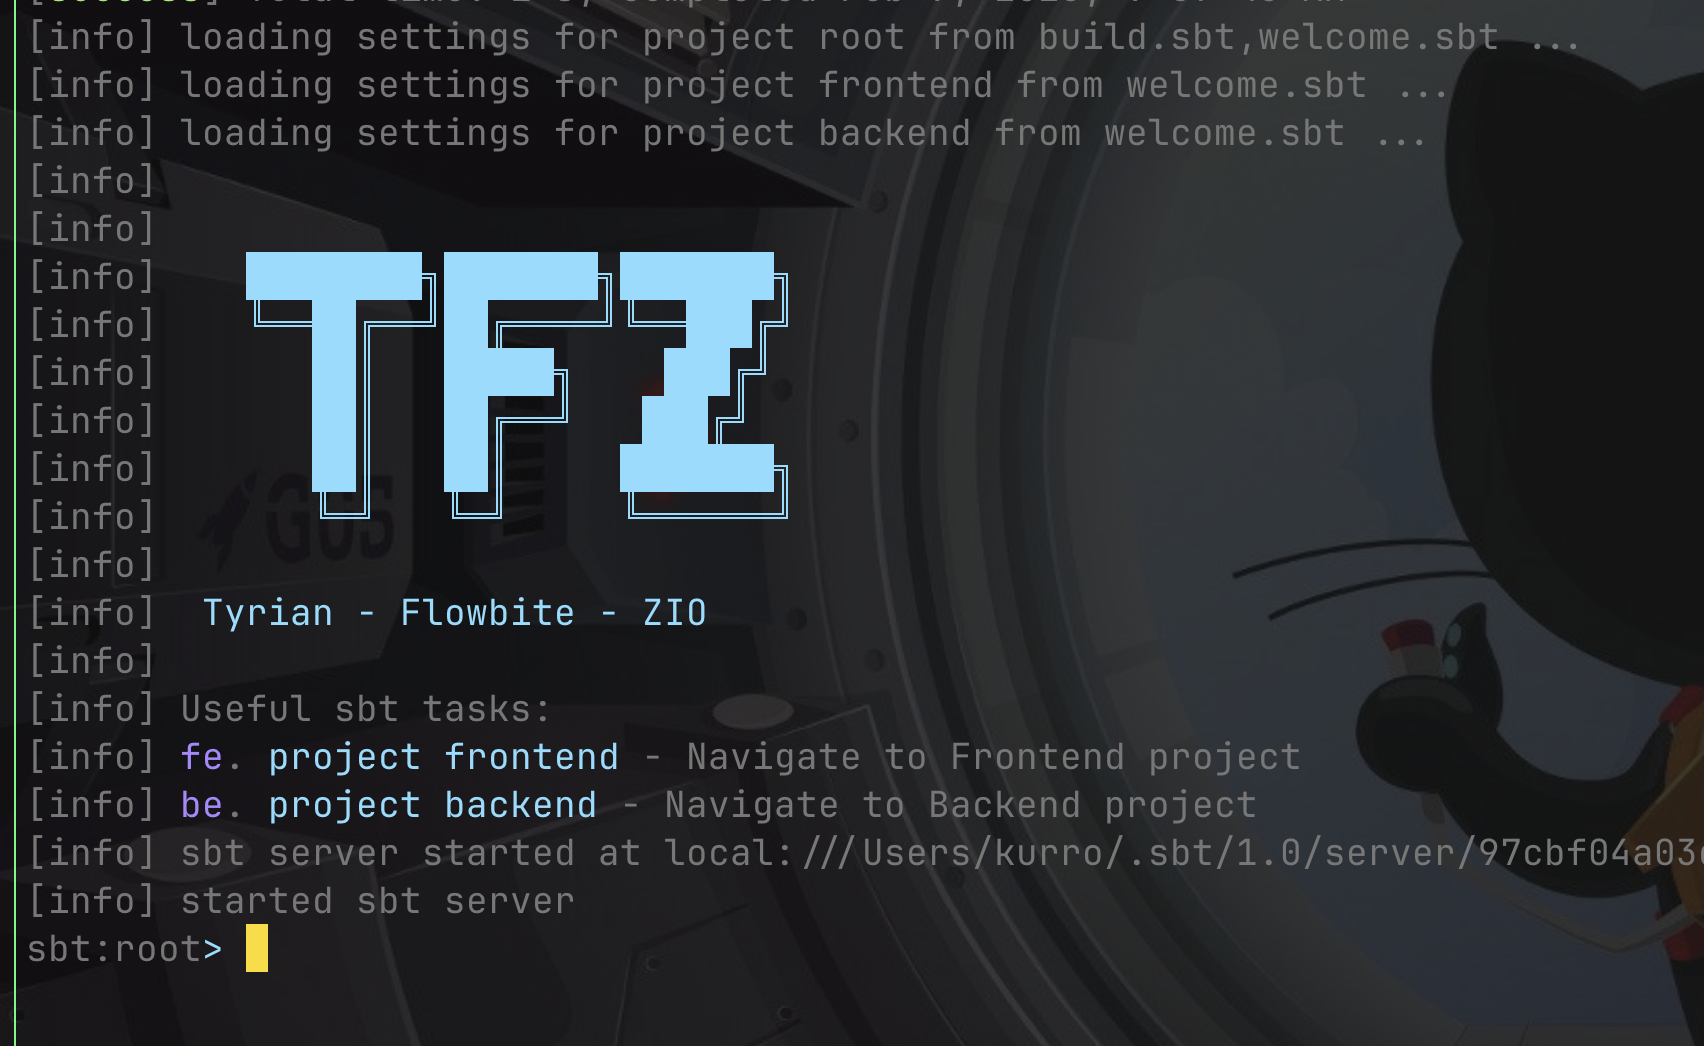 [info] loading settings for project root from build.sbt,welcome.sbt ...
[info] loading settings for project frontend from welcome.sbt ...
[info] loading settings for project backend from welcome.sbt ...
[info]
[info]
[info] TFZ
[info]
[info]
[info]
[info]
[info]
[info]
[info] Tyrian - Flowbite - ZIO
[info]
[info] Useful sbt tasks:
[info] fe. project frontend - Navigate to Frontend project
[info] be. project backend - Navigate to Backend project
[info] sbt server started at local:///Users/kurro/.sbt/1.0/server/97cbf04a03
[info] started sbt server
sbt:root>